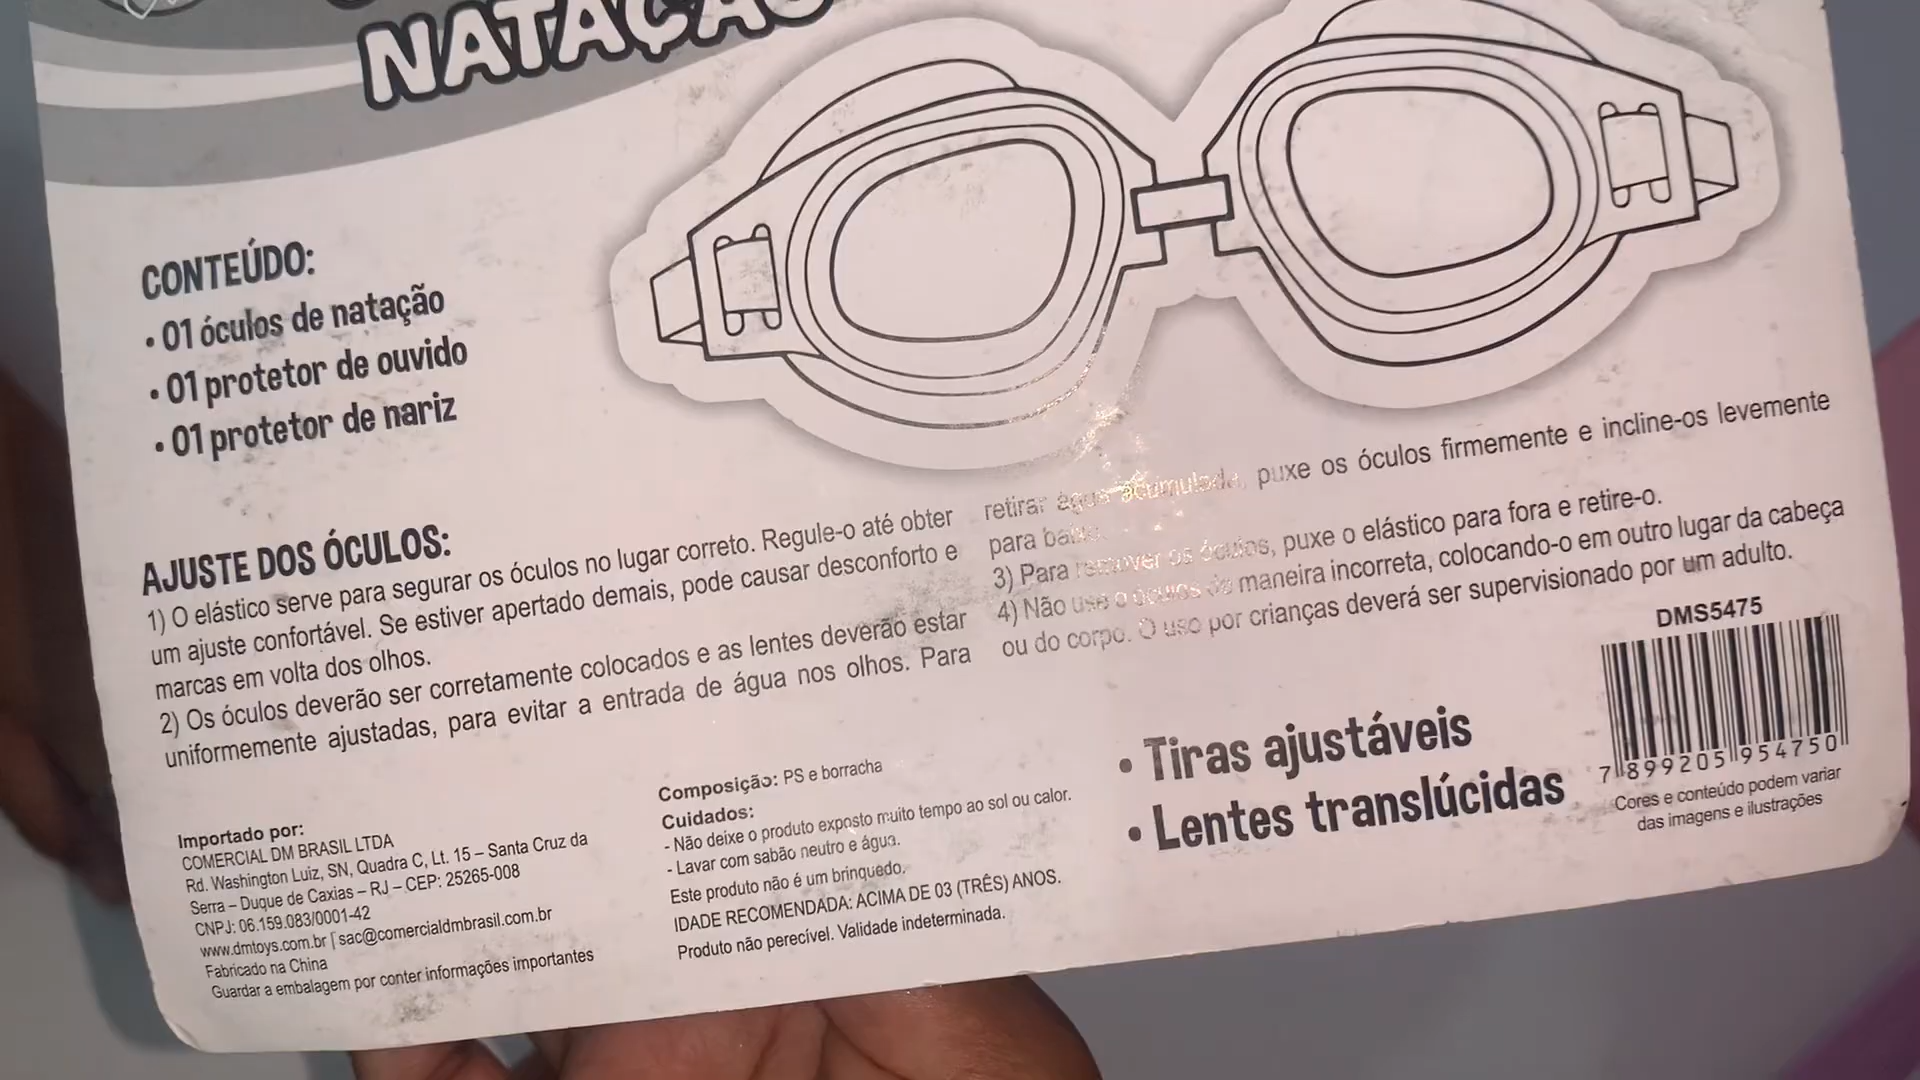 NATAÇÃO
CONTEÚDO:
• 01 óculos de natação
• 01 protetor de ouvido
• 01 protetor de nariz
AJUSTE DOS ÓCULOS:
1) O elástico serve para segurar os óculos no lugar correto. Regule-o até obter
um ajuste confortável. Se estiver apertado demais, pode causar desconforto e
marcas em volta dos olhos.
2) Os óculos deverão ser corretamente colocados e as lentes deverão estar
uniformemente ajustadas, para evitar a entrada de água nos olhos. Para
retirar água acumulada, puxe os óculos firmemente e incline-os levemente
para baixo.
3) Para remover os óculos, puxe o elástico para fora e retire-o.
4) Não use o óculos de maneira incorreta, colocando-o em outro lugar da cabeça
ou do corpo. O uso por crianças deverá ser supervisionado por um adulto.
Importado por:
COMERCIAL DM BRASIL LTDA
Rd. Washington Luiz, SN, Quadra C, Lt. 15 – Santa Cruz da
Serra – Duque de Caxias – RJ – CEP: 25265-008
CNPJ: 06.159.083/0001-42
www.dmtoys.com.br | sac@comercialdmbrasil.com.br
Fabricado na China
Guardar a embalagem por conter informações importantes
Composição: PS e borracha
Cuidados:
- Não deixe o produto exposto muito tempo ao sol ou calor.
- Lavar com sabão neutro e água.
Este produto não é um brinquedo.
IDADE RECOMENDADA: ACIMA DE 03 (TRÊS) ANOS.
Produto não perecível. Validade indeterminada.
• Tiras ajustáveis
• Lentes translúcidas
DMS5475
7 899205 954750
Cores e conteúdo podem variar
das imagens e ilustrações